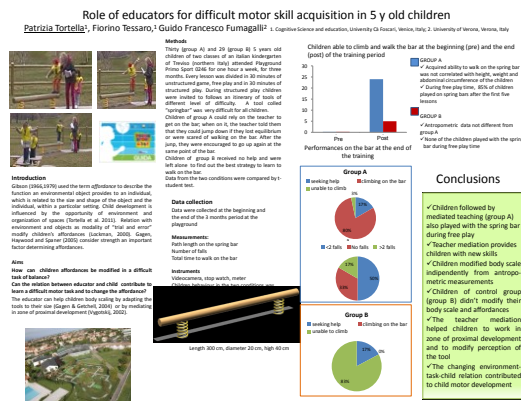 Role of educators for difficult motor skill acquisition in 5 y old children
Patrizia Tortella¹, Fiorino Tessaro,¹ Guido Francesco Fumagalli² 1. Cognitive Science and education, University Cà Foscari, Venice, Italy; 2. University of Verona, Verona, Italy
Methods
Thirty (group A) and 29 (group B) 5 years old
children of two classes of kindergarten
of Treviso (northern Italy) attended Playground
Primo Sport 0246 for one hour a week, for three
months. Every lesson was divided in 30 minutes of
unstructured game, free play and in 30 minutes of
structured play. During structured play children
were invited to follow an itinerary of tools of
different level of difficulty. A tool called
"springbar" was very difficult for all children.
Children of group A could rely on the teacher to
get on the bar; when on it, the teacher told them
that they could jump down if they lost equilibrium
or were scared of walking on the bar. After the
jump, they were encouraged to go up again at the
same point of the bar.
Children of group B received no help and were
left alone to find out the best strategy to learn to
walk on the bar.
Data from the two conditions were compared by t-
student test.
Data collection
Data were collected at the beginning
and the end of the 3 months period at the
playground
Measurements:
Path length on the spring bar
Number of falls
Total time to walk on the bar
Instruments
Videocamera, stop watch, meter
Children behaviour in the two conditions was
Introduction
Gibson (1966,1979) used the term affordance to describe the
function an environmental object provides to an individual,
which is related to the size and shape of the object and the
individual, within a particular setting. Child development is
influenced by the opportunity of environment and
organization of spaces (Tortella et al. 2011). Relation with
environment and objects as modality of "trial and error"
modify children's affordances (Lockman, 2000). Gagen,
Haywood and Spaner (2005) consider strength an important
factor determining affordances.
Aims
How can children affordances be modified in a difficult
task of balance?
Can the relation between educator and child contribute to
learn a difficult motor task and to change the affordance?
The educator can help children body scaling by adapting the
tools to their size (Gagen & Getchell, 2004) or by mediating
in zone of proximal development (Vygotskij, 2002).
Length 300 cm, diameter 20 cm, high 40 cm
Children able to climb and walk the bar at the beginning (pre) and the end
(post) of the training period
30
25
20
15
10
5
0
Pre
Post
Performances on the bar at the end of
the training
GROUP A
✓Acquired ability to walk on the spring bar
was not correlated with height, weight and
abdominal circumference of the children
✓During free play time, 85% of children
played on spring bars after the first five
lessons
GROUP B
✓Antropometric data not different from
group A
✓None of the children played with the spring
bar during free play time
Group A
seeking help
climbing on the bar
unable to climb
3%
17%
80%
<2 falls
No falls
>2 falls
17%
50%
33%
Group B
seeking help
climbing on the bar
unable to climb
17%
0%
83%
Conclusions
✓Children followed by
mediated teaching (group A)
also played with the spring bar
during free play
✓Teacher mediation provides
children with new skills
✓Children modified body scale
indipendently from antropo-
metric measurements
✓Children of control group
(group B) didn't modify their
body scale and affordances
✓The teacher mediation
helped children to work in
zone of proximal development
and to modify perception of
the tool
✓The changing environment-
task-child relation contributed
to child motor development